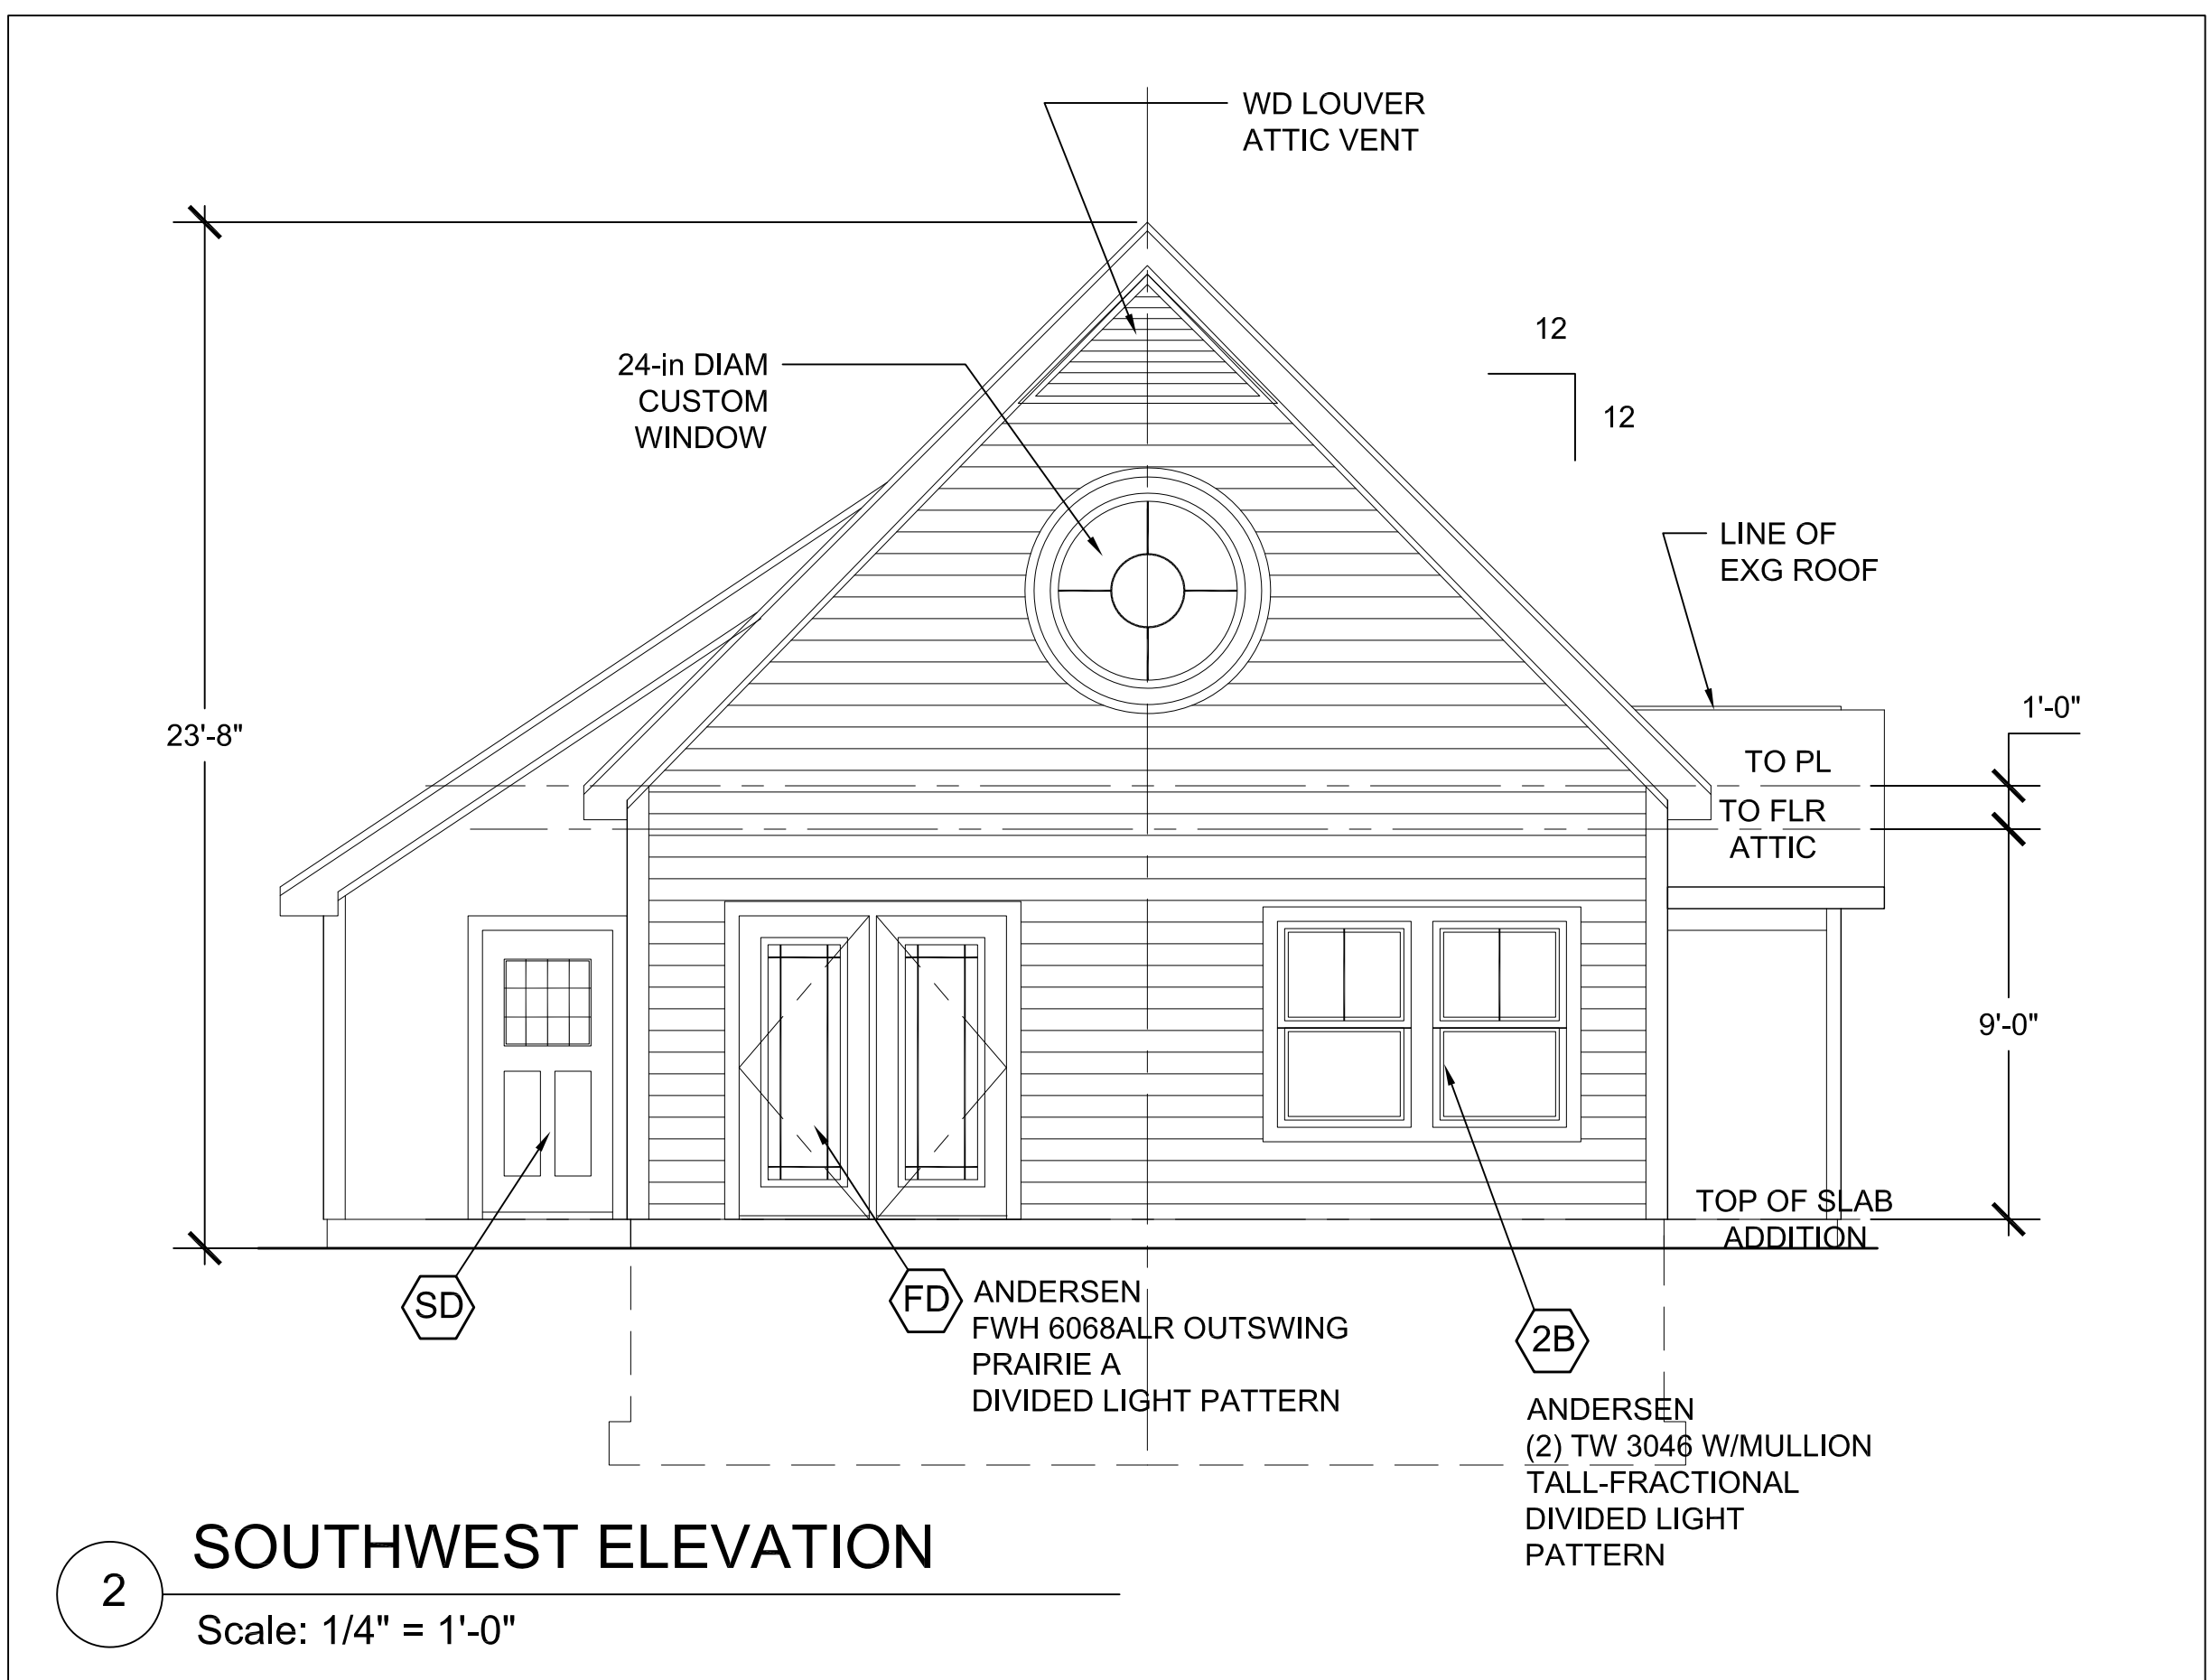 WD LOUVER
ATTIC VENT
12
12
24-in DIAM
CUSTOM
WINDOW
LINE OF
EXG ROOF
1'-0"
23'-8"
TO PL
TO FLR
ATTIC
9'-0"
TOP OF SLAB
ADDITION
SD
FD
ANDERSEN
FWH 6068ALR OUTSWING
PRAIRIE A
DIVIDED LIGHT PATTERN
2B
ANDERSEN
(2) TW 3046 W/MULLION
TALL-FRACTIONAL
DIVIDED LIGHT
PATTERN
2
SOUTHWEST ELEVATION
Scale: 1/4" = 1'-0"